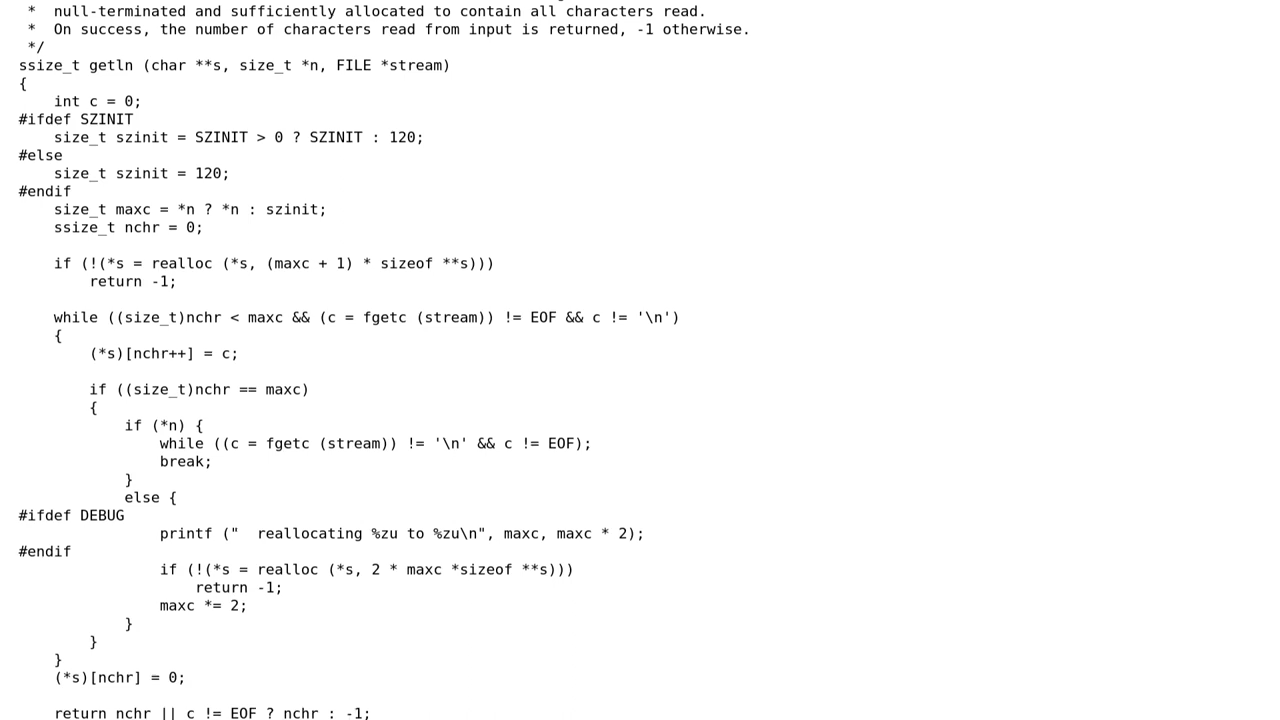 *  null-terminated and sufficiently allocated to contain all characters read.
 *  On success, the number of characters read from input is returned, -1 otherwise.
 */
ssize_t getln (char **s, size_t *n, FILE *stream)
{
    int c = 0;
#ifdef SZINIT
    size_t szinit = SZINIT > 0 ? SZINIT : 120;
#else
    size_t szinit = 120;
#endif
    size_t maxc = *n ? *n : szinit;
    ssize_t nchr = 0;

    if (!(*s = realloc (*s, (maxc + 1) * sizeof **s)))
        return -1;

    while ((size_t)nchr < maxc && (c = fgetc (stream)) != EOF && c != '\n')
    {
        (*s)[nchr++] = c;

        if ((size_t)nchr == maxc)
        {
            if (*n) {
                while ((c = fgetc (stream)) != '\n' && c != EOF);
                break;
            }
            else {
#ifdef DEBUG
                printf ("  reallocating %zu to %zu\n", maxc, maxc * 2);
#endif
                if (!(*s = realloc (*s, 2 * maxc *sizeof **s)))
                    return -1;
                maxc *= 2;
            }
        }
    }
    (*s)[nchr] = 0;

    return nchr || c != EOF ? nchr : -1;